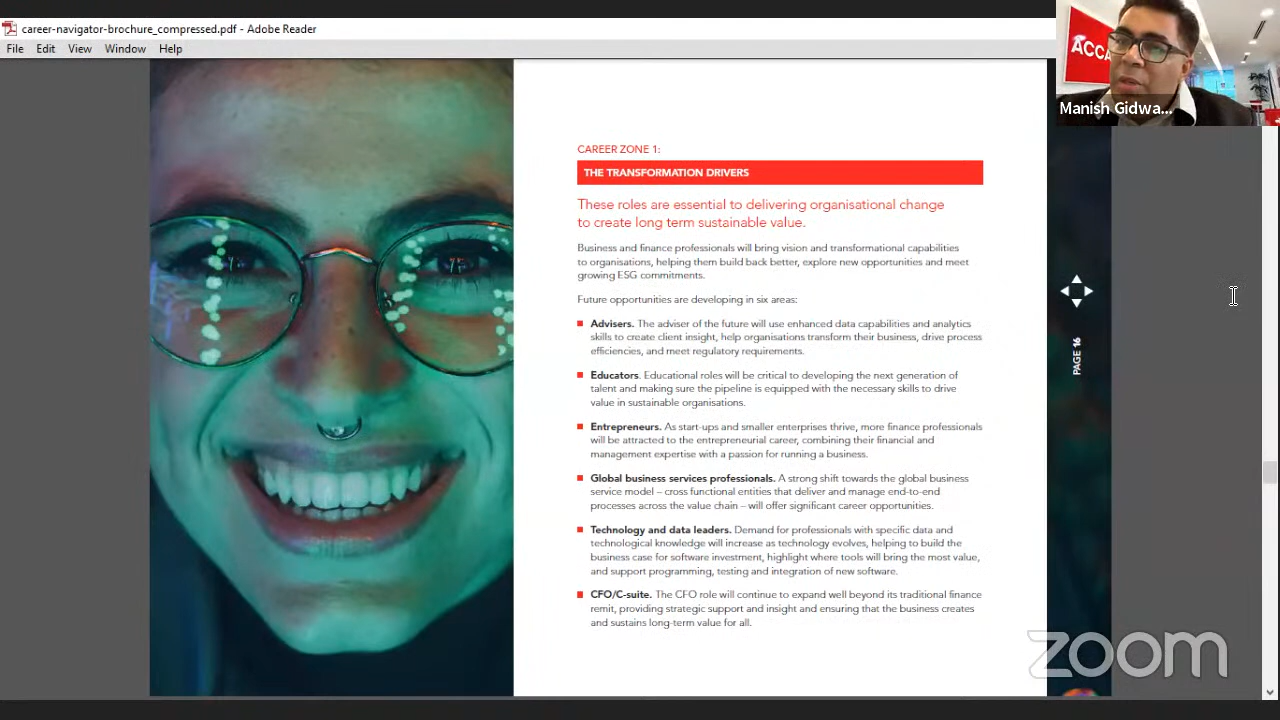 career-navigator-brochure_compressed.pdf - Adobe Reader
File Edit View Window Help
ACCA
Manish Gidwa...
CAREER ZONE 1:
THE TRANSFORMATION DRIVERS
These roles are essential to delivering organisational change
to create long term sustainable value.
Business and finance professionals will bring vision and transformational capabilities
to organisations, helping them build back better, explore new opportunities and meet
growing ESG commitments.
Future opportunities are developing in six areas:
Advisers. The adviser of the future will use enhanced data capabilities and analytics
skills to create client insight, help organisations transform their business, drive process
efficiencies, and meet regulatory requirements.
Educators. Educational roles will be critical to developing the next generation of
talent and making sure the pipeline is equipped with the necessary skills to drive
value in sustainable organisations.
Entrepreneurs. As start-ups and smaller enterprises thrive, more finance professionals
will be attracted to the entrepreneurial career, combining their financial and
management expertise with a passion for running a business.
Global business services professionals. A strong shift towards the global business
service model – cross functional entities that deliver and manage end-to-end
processes across the value chain – will offer significant career opportunities.
Technology and data leaders. Demand for professionals with specific data and
technological knowledge will increase as technology evolves, helping to build the
business case for software investment, highlight where tools will bring the most value,
and support programming, testing and integration of new software.
CFO/C-suite. The CFO role will continue to expand well beyond its traditional finance
remit, providing strategic support and insight and ensuring that the business creates
and sustains long-term value for all.
PAGE 16
zoom